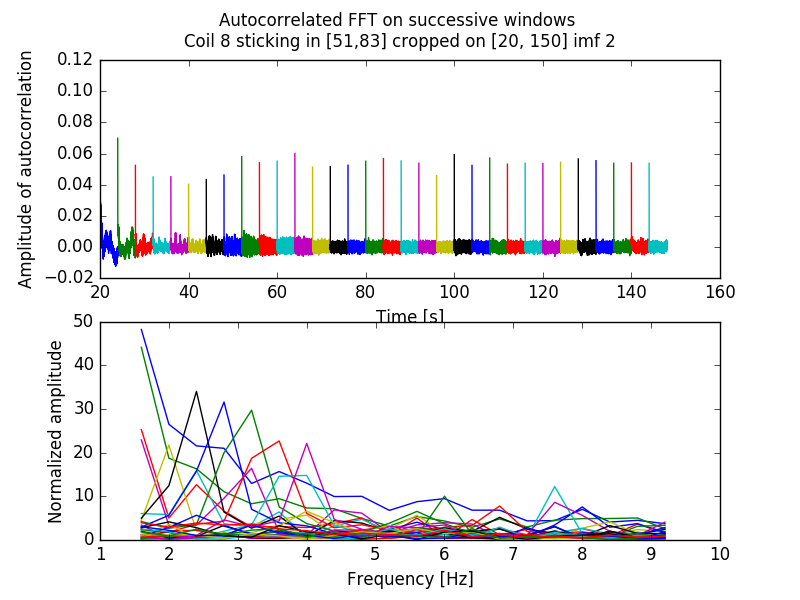 Autocorrelated FFT on successive windows
Coil 8 sticking in [51,83] cropped on [20, 150] imf 2
Amplitude of autocorrelation
0.12
0.10
0.08
0.06
0.04
0.02
0.00
−0.02
20 40 60 80 100 120 140 160
Time [s]
Normalized amplitude
50
40
30
20
10
0
1 2 3 4 5 6 7 8 9 10
Frequency [Hz]